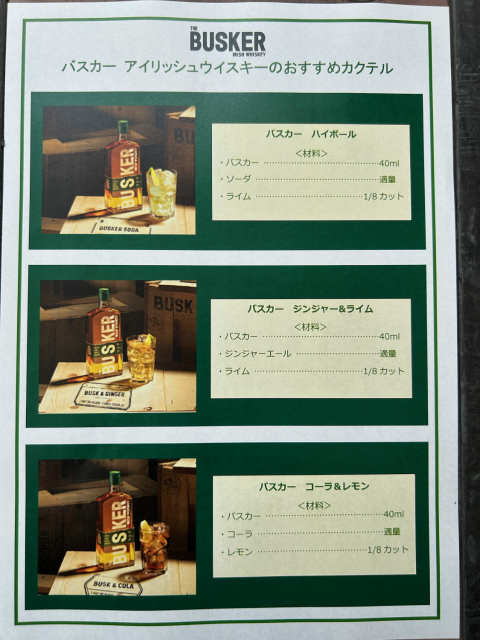 THE
BUSKER
IRISH WHISKEY
バスカー アイリッシュウイスキーのおすすめカクテル
BUSKER
BUSK
BUSKER SODA
バスカー ハイボール
＜材料＞
・バスカー ……………………………40ml
・ソーダ ……………………………適量
・ライム ……………………………1/8カット
BUSKER
BUSK
BUSK & GINGER
バスカー ジンジャー&ライム
＜材料＞
・バスカー ……………………………40ml
・ジンジャーエール ……………………適量
・ライム ……………………………1/8カット
BUSKER
BUSK & COLA
バスカー コーラ&レモン
＜材料＞
・バスカー ……………………………40ml
・コーラ ……………………………適量
・レモン ……………………………1/8カット